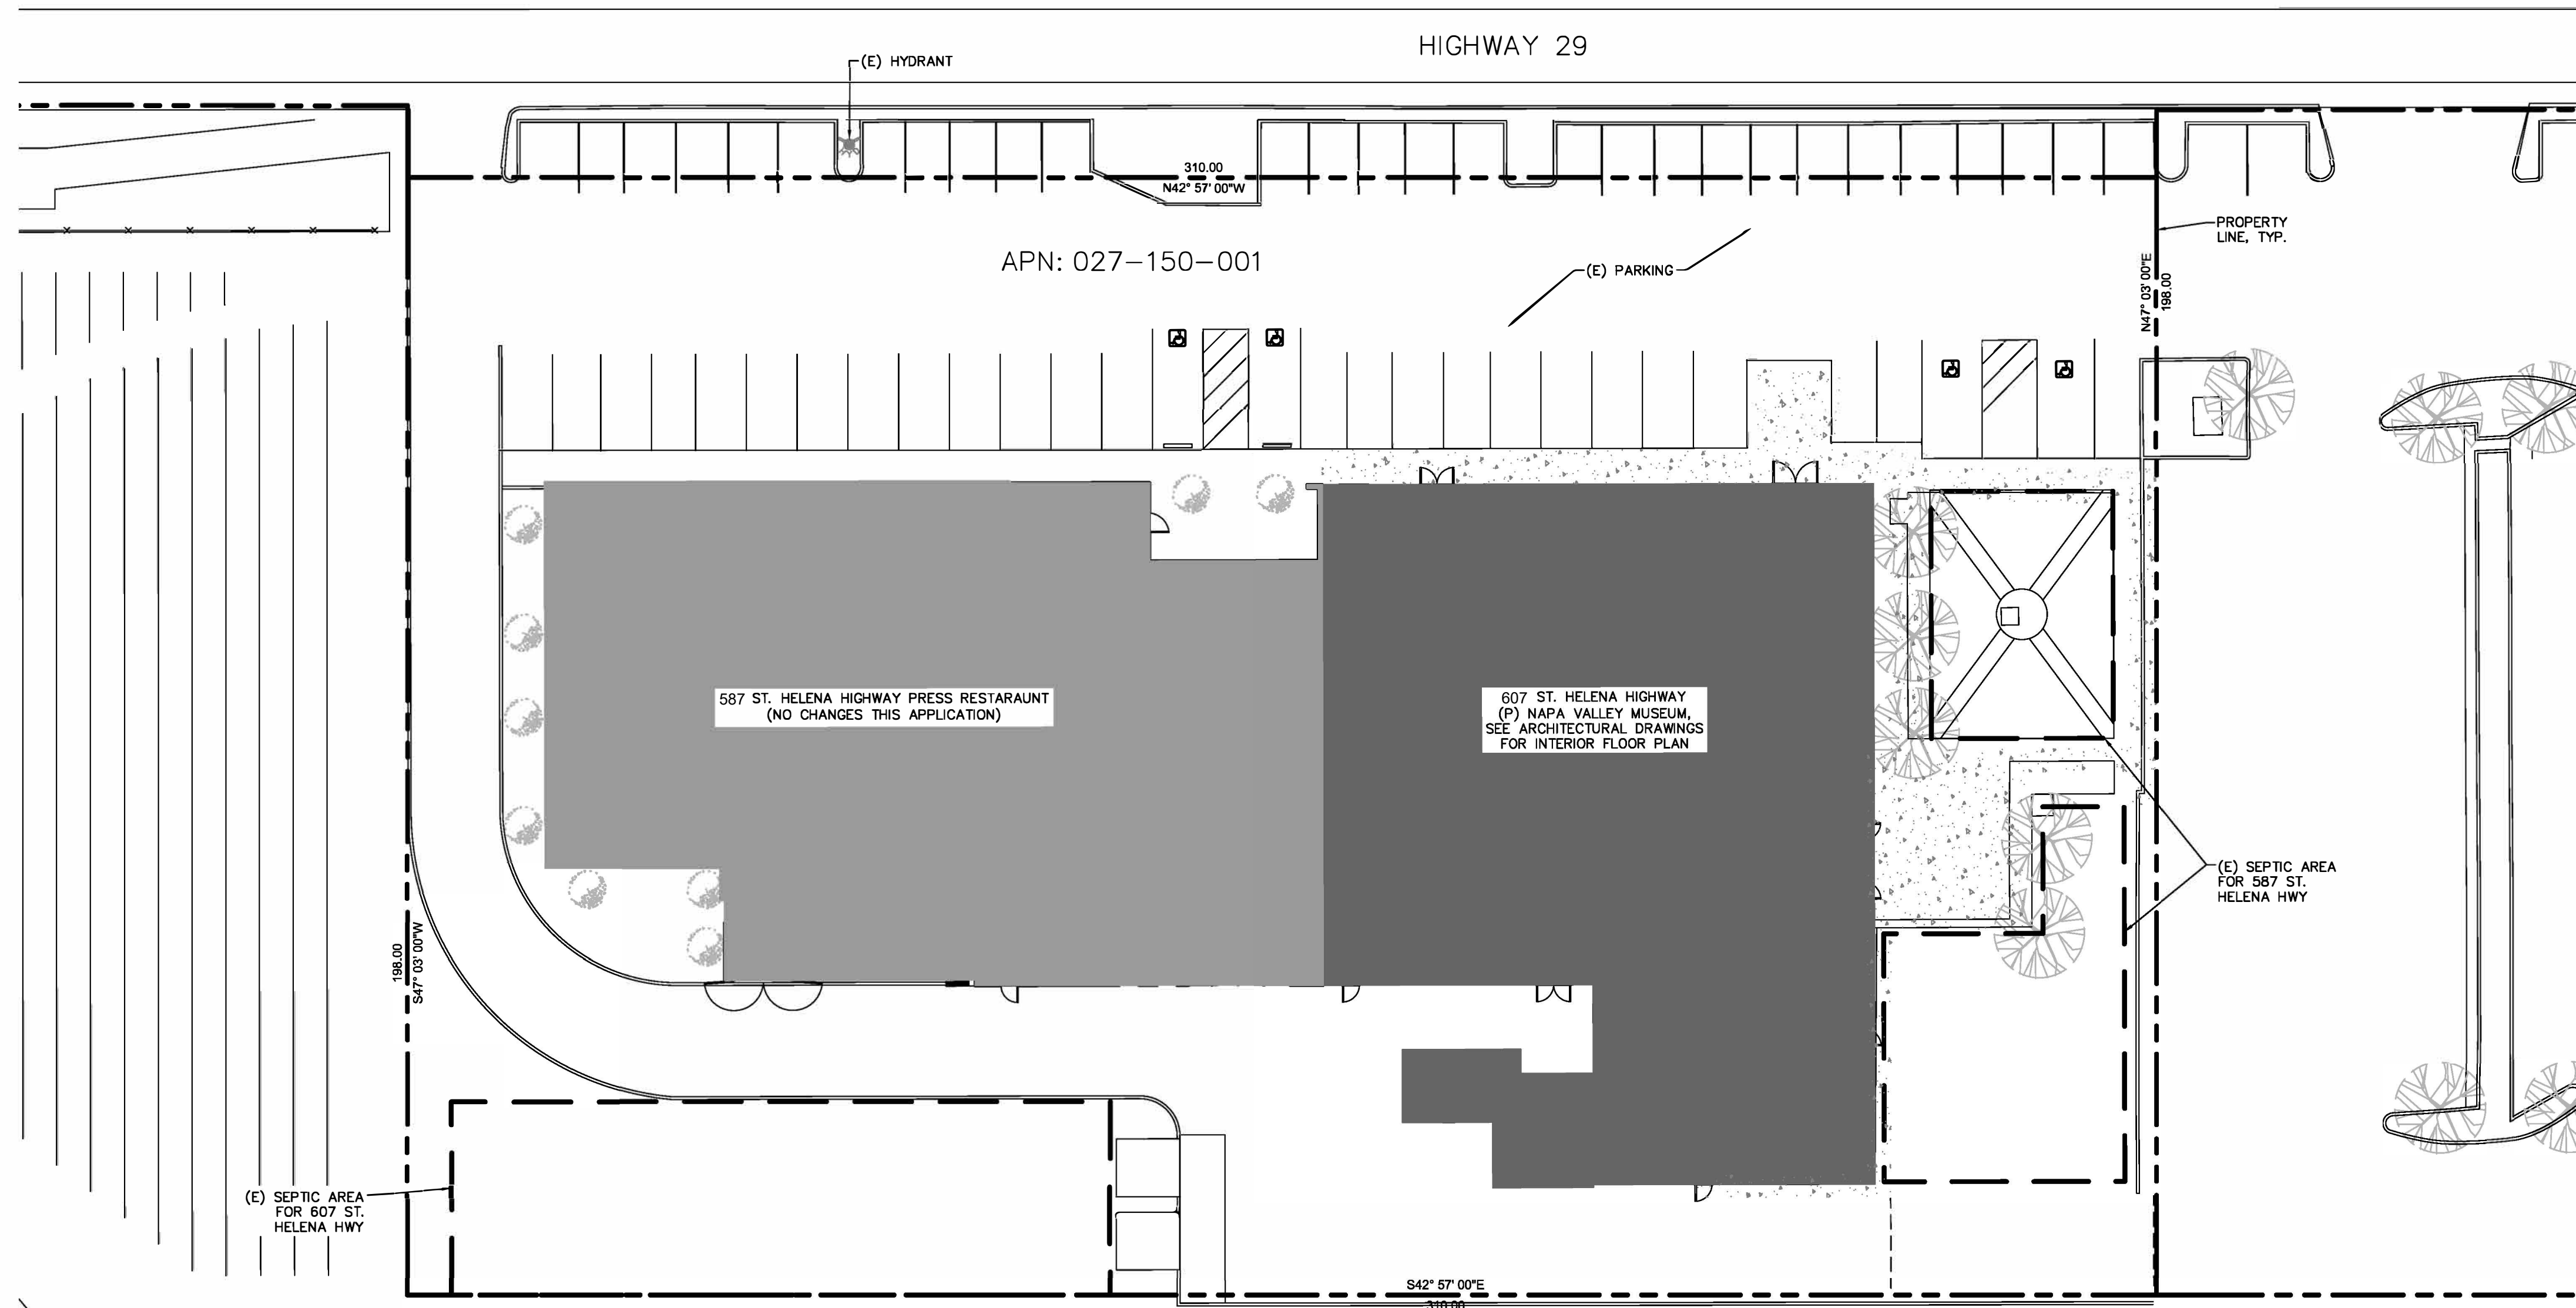 HIGHWAY 29
(E) HYDRANT
310.00
N42° 57' 00"W
PROPERTY
LINE, TYP.
APN: 027-150-001
(E) PARKING
N47° 03' 00"E
198.00
587 ST. HELENA HIGHWAY PRESS RESTARAUNT
(NO CHANGES THIS APPLICATION)
607 ST. HELENA HIGHWAY
(P) NAPA VALLEY MUSEUM,
SEE ARCHITECTURAL DRAWINGS
FOR INTERIOR FLOOR PLAN
(E) SEPTIC AREA
FOR 587 ST.
HELENA HWY
198.00
S47° 03' 00"W
(E) SEPTIC AREA
FOR 607 ST.
HELENA HWY
S42° 57' 00"E
310.00